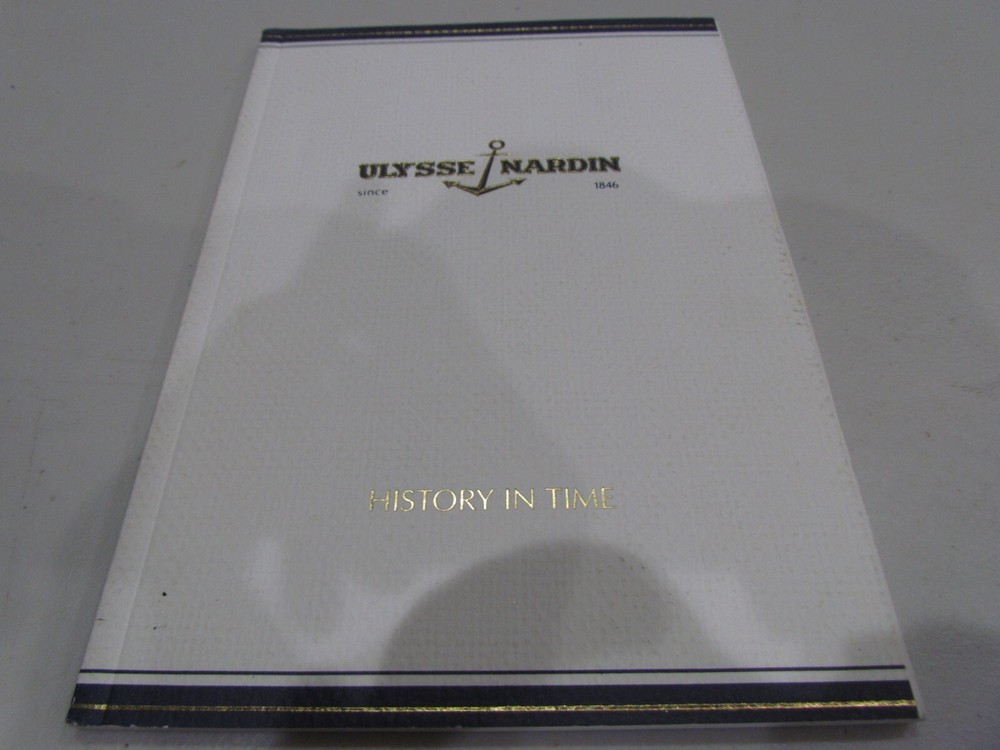 ULYSSE NARDIN
since 1846
HISTORY IN TIME